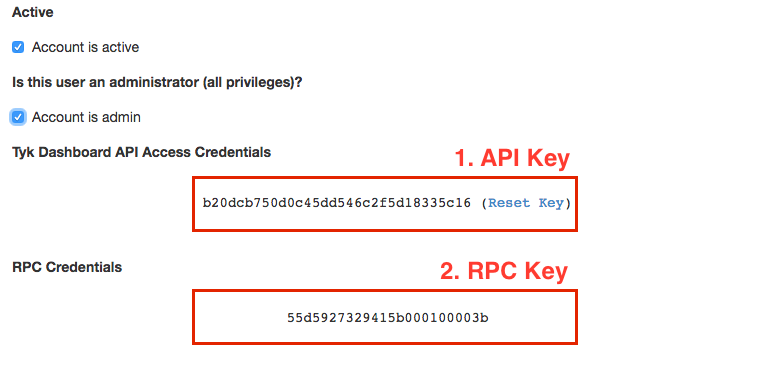 Active
Account is active
Is this user an administrator (all privileges)?
Account is admin
Tyk Dashboard API Access Credentials
1. API Key
b20dcb750d0c45dd546c2f5d18335c16 (Reset Key)
RPC Credentials
2. RPC Key
55d5927329415b000100003b